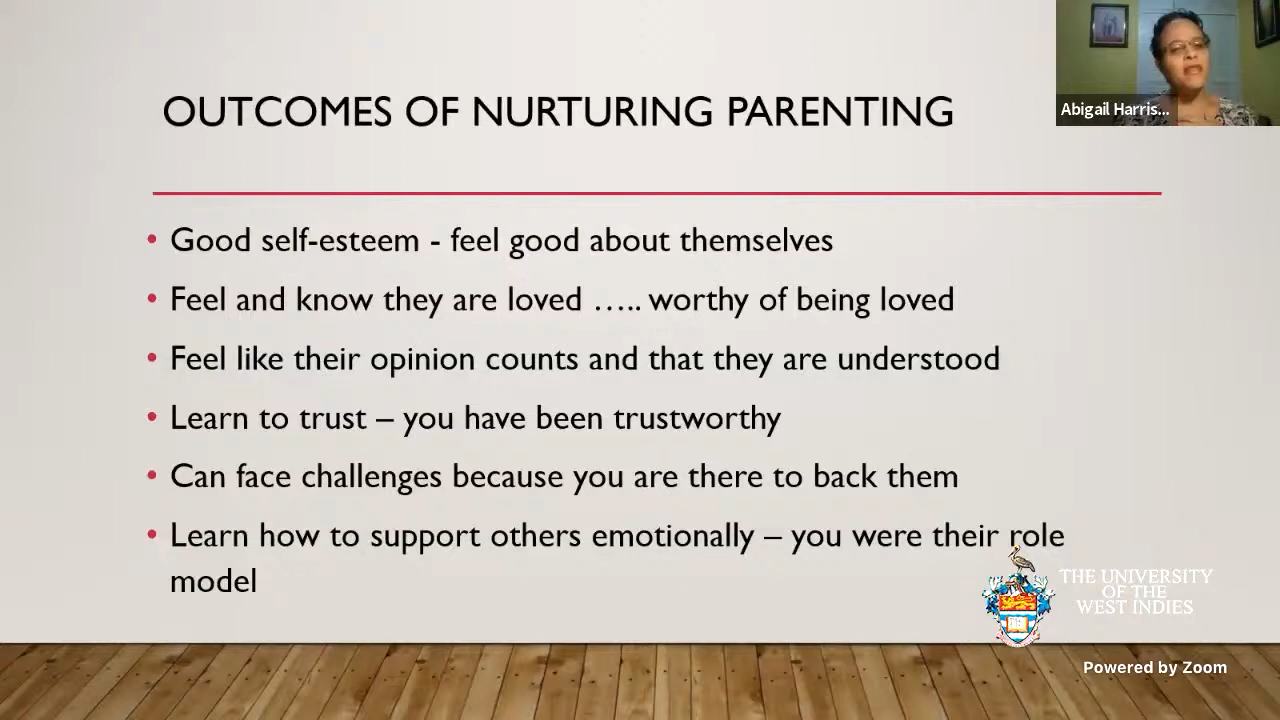 OUTCOMES OF NURTURING PARENTING
Abigail Harris...
• Good self-esteem - feel good about themselves
• Feel and know they are loved ….. worthy of being loved
• Feel like their opinion counts and that they are understood
• Learn to trust – you have been trustworthy
• Can face challenges because you are there to back them
• Learn how to support others emotionally – you were their role
model
THE UNIVERSITY
OF THE
WEST INDIES
Powered by Zoom